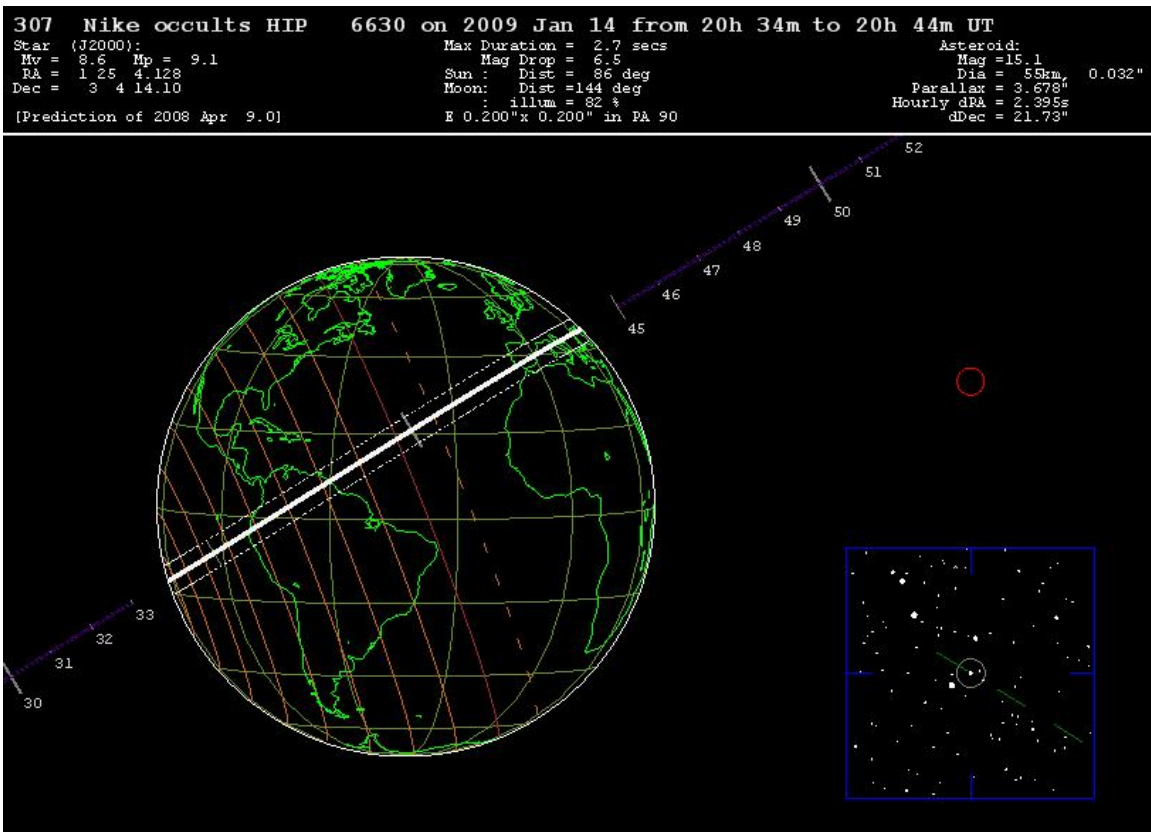 307 Nike occults HIP 6630 on 2009 Jan 14 from 20h 34m to 20h 44m UT
Star (J2000):
Mv = 8.6 Mp = 9.1
RA = 1 25 4.128
Dec = 3 4 14.10
[Prediction of 2008 Apr 9.0]
Max Duration = 2.7 secs
Mag Drop = 6.5
Sun : Dist = 86 deg
Moon: Dist =144 deg
: illum = 82 %
E 0.200"x 0.200" in PA 90
Asteroid:
Mag =15.1
Dia = 55km, 0.032"
Parallax = 3.678"
Hourly dRA = 2.395s
dDec = 21.73"
52
51
50
49
48
47
46
45
33
32
31
30